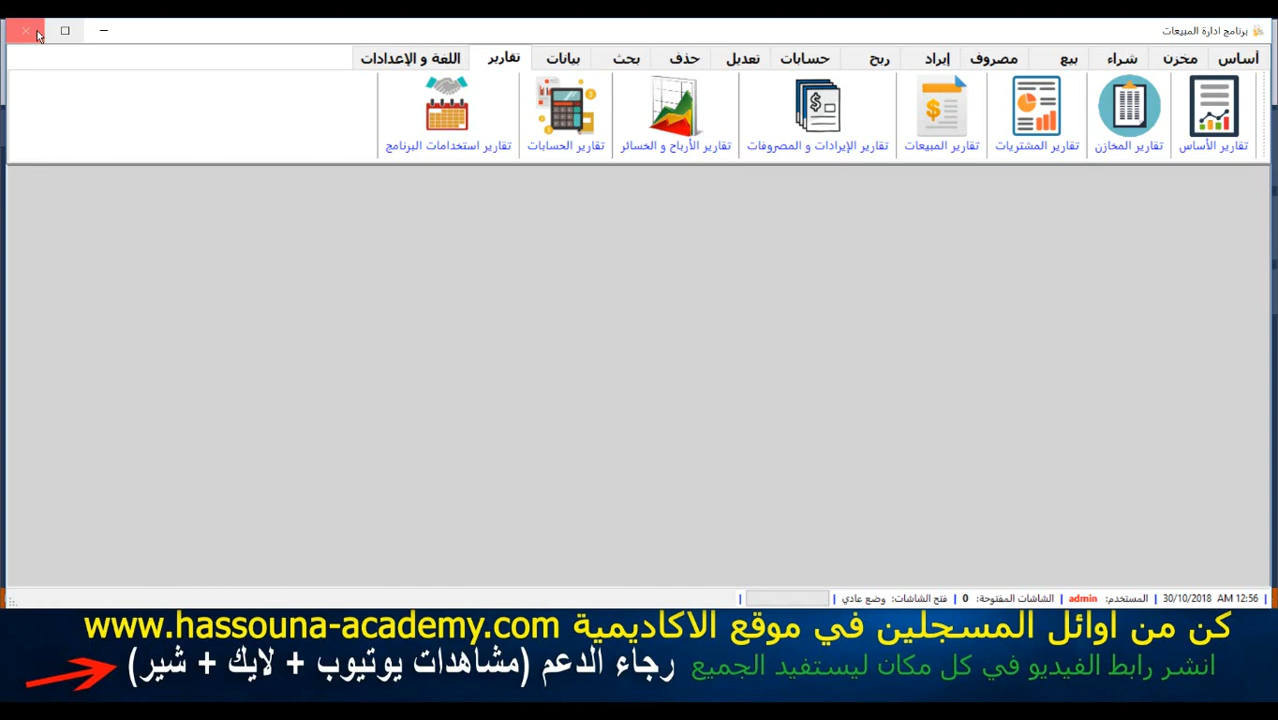 برنامج ادارة المبيعات
أساس مخزن شراء بيع مصروف إيراد ربح حسابات تعديل حذف بحث بيانات تقارير اللغة و الإعدادات
تقارير الأساس تقارير المخازن تقارير المشتريات تقارير المبيعات تقارير الإيرادات و المصروفات تقارير الأرباح و الخسائر تقارير الحسابات تقارير استخدامات البرنامج
30/10/2018 AM 12:56 | المستخدم: admin | الشاشات المفتوحة: 0 | فتح الشاشات: وضع عادي |
كن من اوائل المسجلين في موقع الاكاديمية www.hassouna-academy.com
انشر رابط الفيديو في كل مكان ليستفيد الجميع رجاء الدعم (مشاهدات يوتيوب + لايك + شير)